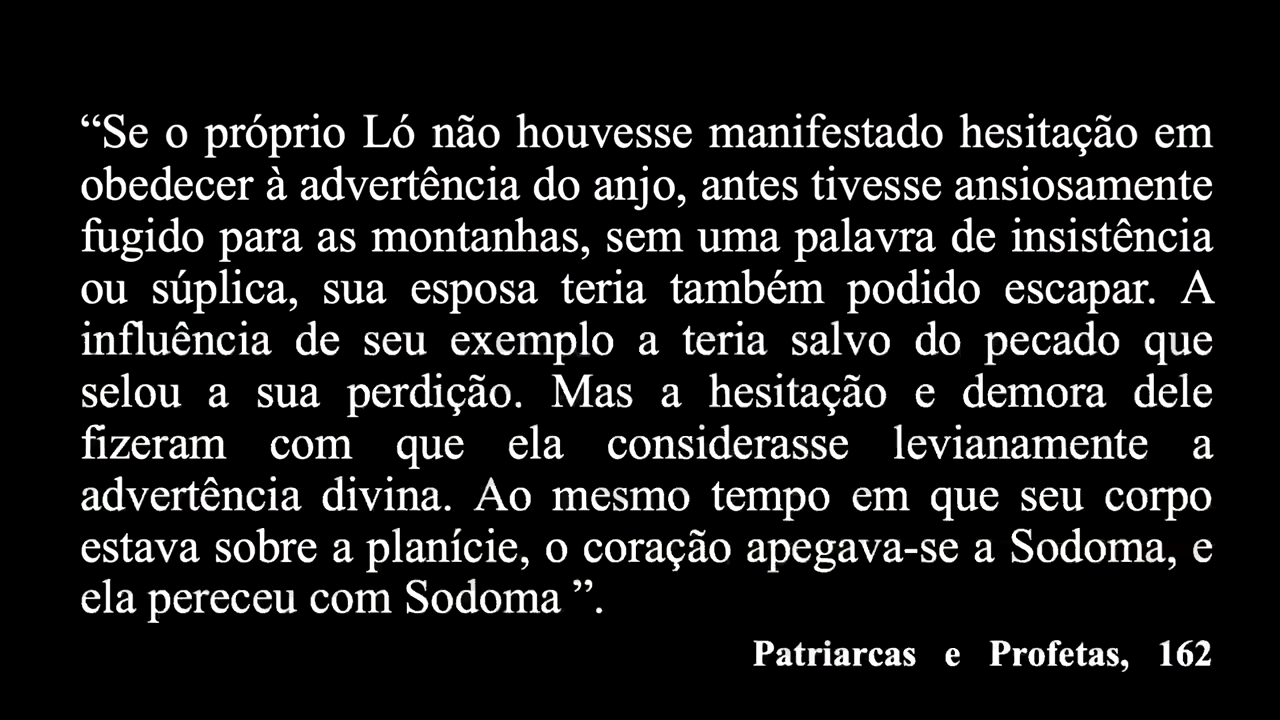 “Se o próprio Ló não houvesse manifestado hesitação em
obedecer à advertência do anjo, antes tivesse ansiosamente
fugido para as montanhas, sem uma palavra de insistência
ou súplica, sua esposa teria também podido escapar. A
influência de seu exemplo a teria salvo do pecado que
selou a sua perdição. Mas a hesitação e demora dele
fizeram com que ela considerasse levianamente a
advertência divina. Ao mesmo tempo em que seu corpo
estava sobre a planície, o coração apegava-se a Sodoma, e
ela pereceu com Sodoma ”.
Patriarcas e Profetas, 162